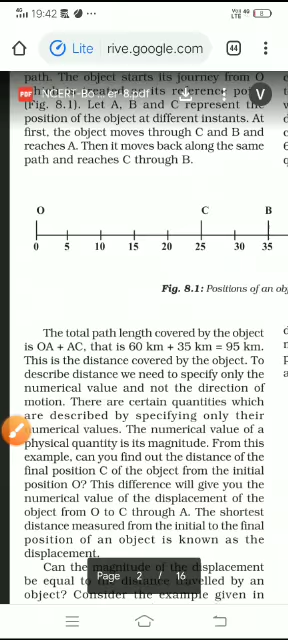 19:42
4G
VoLTE 4G
8
Lite
rive.google.com
44
path. The object starts its journey from O
PDF NCERT-Bo... er-8.pdf
V
(Fig. 8.1). Let A, B and C represent the
position of the object at different instants. At
first, the object moves through C and B and
reaches A. Then it moves back along the same
path and reaches C through B.
O C B
0 5 10 15 20 25 30 35
Fig. 8.1: Positions of an obj
The total path length covered by the object
is OA + AC, that is 60 km + 35 km = 95 km.
This is the distance covered by the object. To
describe distance we need to specify only the
numerical value and not the direction of
motion. There are certain quantities which
are described by specifying only their
numerical values. The numerical value of a
physical quantity is its magnitude. From this
example, can you find out the distance of the
final position C of the object from the initial
position O? This difference will give you the
numerical value of the displacement of the
object from O to C through A. The shortest
distance measured from the initial to the final
position of an object is known as the
displacement.
Can the magnitude of the displacement
be equal to the distance travelled by an
Page 2 / 16
object? Consider the example given in